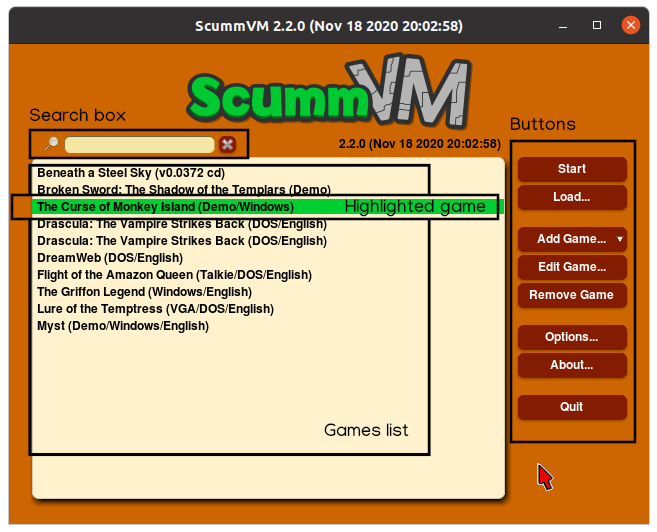 ScummVM 2.2.0 (Nov 18 2020 20:02:58)
ScummVM
Search box
Buttons
2.2.0 (Nov 18 2020 20:02:58)
Beneath a Steel Sky (v0.0372 cd)
Broken Sword: The Shadow of the Templars (Demo)
The Curse of Monkey Island (Demo/Windows)
Highlighted game
Drascula: The Vampire Strikes Back (DOS/English)
Drascula: The Vampire Strikes Back (DOS/English)
DreamWeb (DOS/English)
Flight of the Amazon Queen (Talkie/DOS/English)
The Griffon Legend (Windows/English)
Lure of the Temptress (VGA/DOS/English)
Myst (Demo/Windows/English)
Games list
Start
Load...
Add Game...
Edit Game...
Remove Game
Options...
About...
Quit